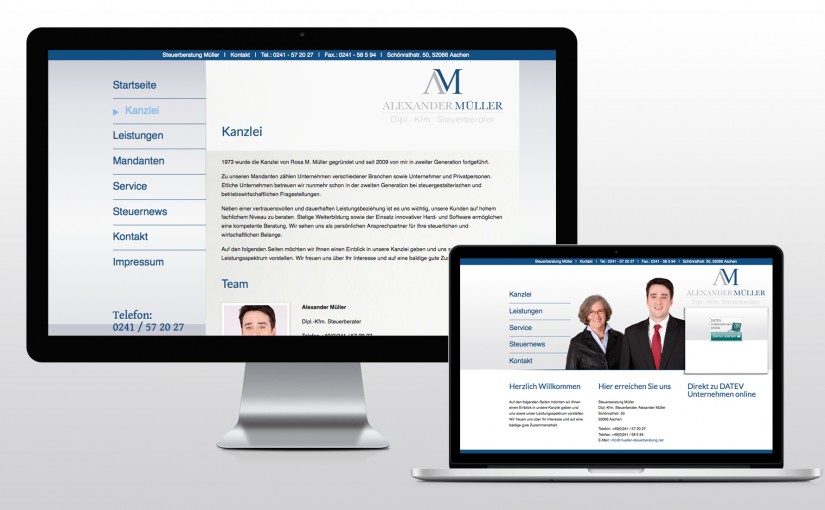 Steuerberatung Müller I Kontakt I Tel.: 0241 - 57 20 27 I Fax.: 0241 - 58 5 94 I Schönrathstr. 50, 52066 Aachen
Startseite
Kanzlei
Leistungen
Mandanten
Service
Steuernews
Kontakt
Impressum
Telefon:
0241 / 57 20 27
AM
ALEXANDER MÜLLER
Dipl.-Kfm. Steuerberater
Kanzlei
1973 wurde die Kanzlei von Rosa M. Müller gegründet und seit 2009 von mir in zweiter Generation fortgeführt.
Zu unseren Mandanten zählen Unternehmen verschiedener Branchen sowie Unternehmer und Privatpersonen.
Etliche Unternehmen betreuen wir nunmehr schon in der zweiten Generation bei steuergestalterischen und
betriebswirtschaftlichen Fragestellungen.
Neben einer vertrauensvollen und dauerhaften Leistungsbeziehung ist es uns wichtig, unsere Kunden auf hohem
fachlichem Niveau zu beraten. Stetige Weiterbildung sowie der Einsatz innovativer Hard- und Software ermöglichen
eine kompetente Beratung. Wir sehen uns als persönlichen Ansprechpartner für Ihre steuerlichen und
wirtschaftlichen Belange.
Auf den folgenden Seiten möchten wir Ihnen einen Einblick in unsere Kanzlei geben und uns
Leistungsspektrum vorstellen. Wir freuen uns über Ihr Interesse und auf eine baldige gute Zus
Team
Alexander Müller
Dipl.-Kfm. Steuerberater
Steuerberatung Müller I Kontakt I Tel.: 0241 - 57 20 27 I Fax.: 0241 - 58 5 94 I Schönrathstr. 50, 52066 Aachen
Kanzlei
Leistungen
Service
Steuernews
Kontakt
AM
ALEXANDER MÜLLER
Dipl.-Kfm. Steuerberater
DATEV
Unternehmen
online
Herzlich Willkommen
Auf den folgenden Seiten möchten wir Ihnen
einen Einblick in unsere Kanzlei geben und
uns sowie unser Leistungsspektrum vorstellen.
Wir freuen uns über Ihr Interesse und auf eine
baldige gute Zusammenarbeit.
Hier erreichen Sie uns
Steuerberatung Müller
Dipl.-Kfm. Steuerberater Alexander Müller
Schönrathstr. 50
52066 Aachen
Telefon: +49(0)241 / 57 20 27
Telefax: +49(0)241 / 58 5 94
E-Mail:
Direkt zu DATEV
Unternehmen online